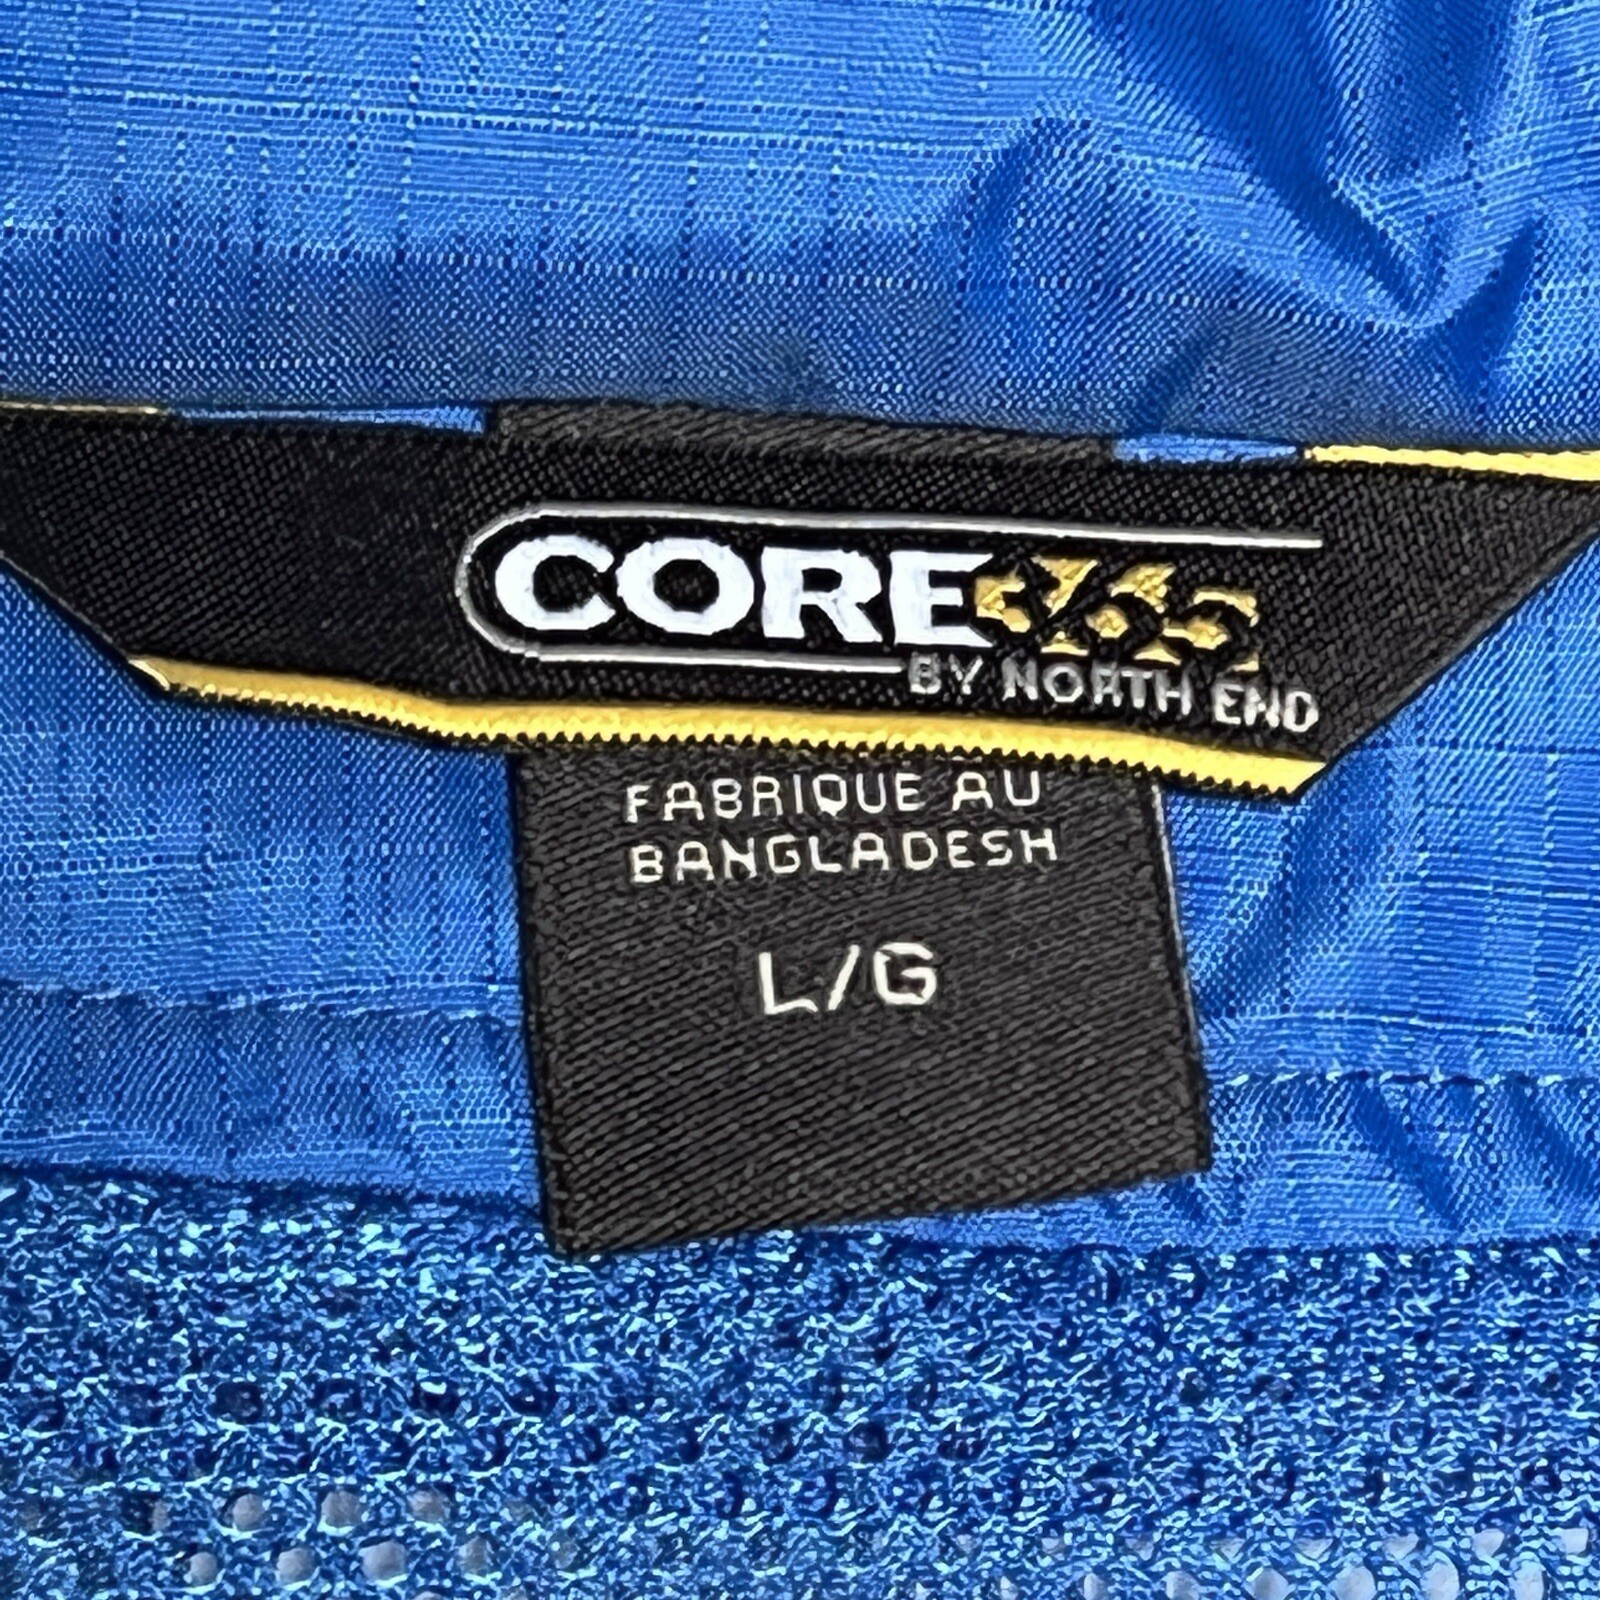 CORE365
BY NORTH END
FABRIQUE AU
BANGLADESH
L/G